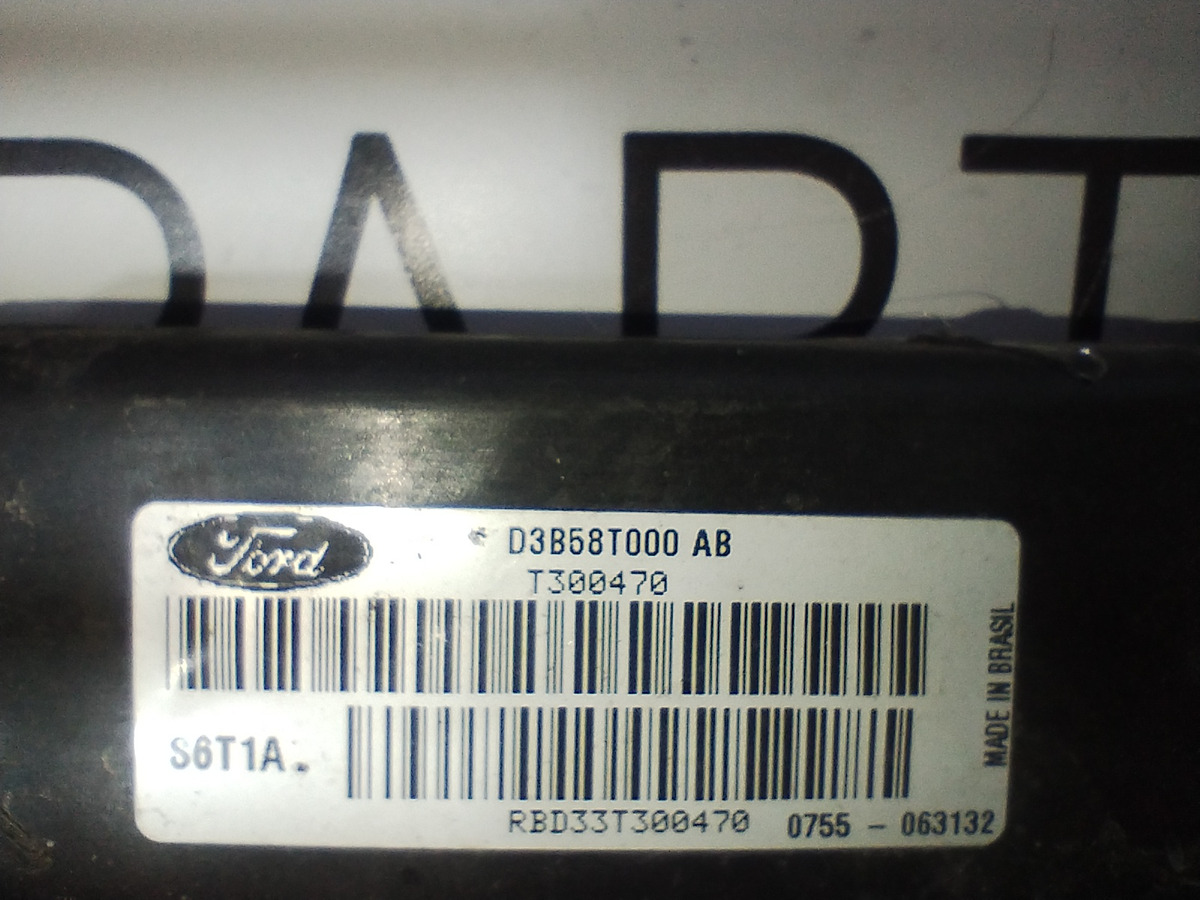 PART
Ford
D3B58T000 AB
T300470
MADE IN BRASIL
S6T1A
RBD33T300470 0755 - 063132